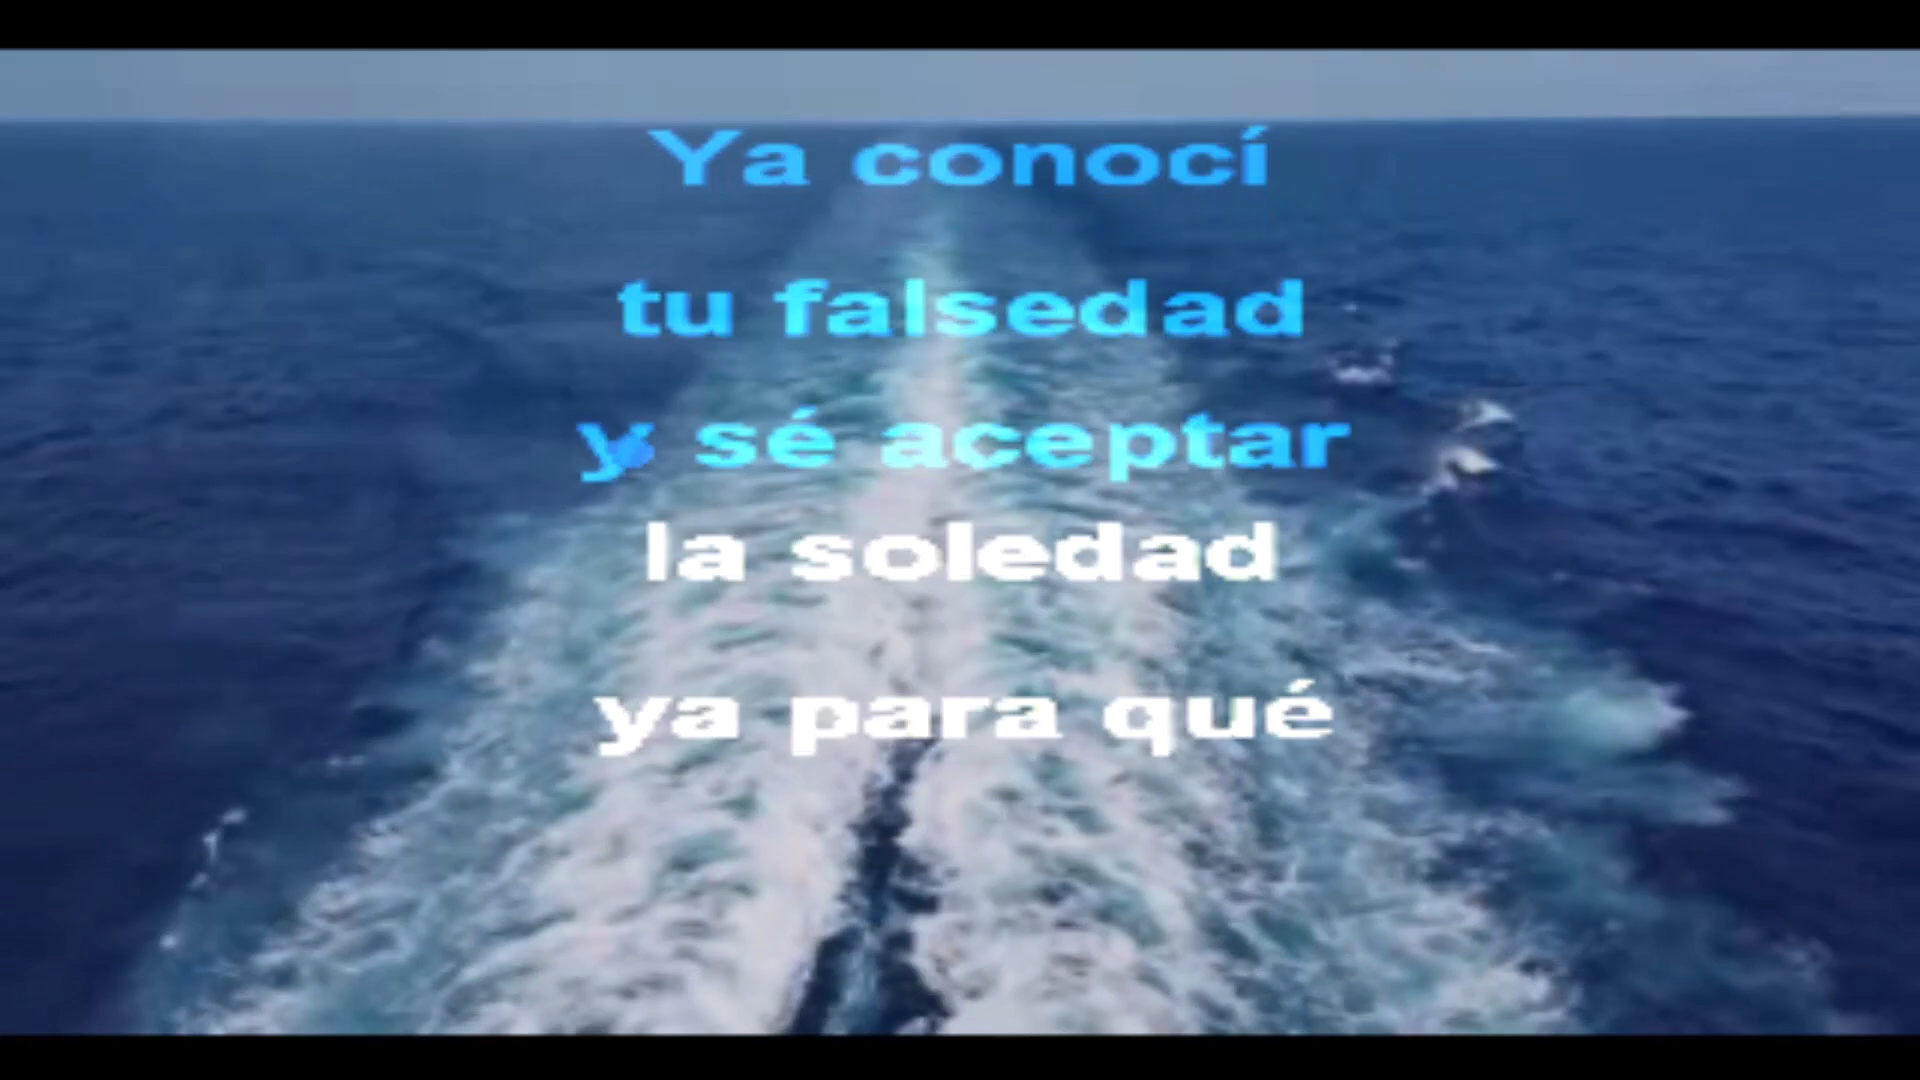 Ya conocí
tu falsedad
y sé aceptar
la soledad
ya para qué